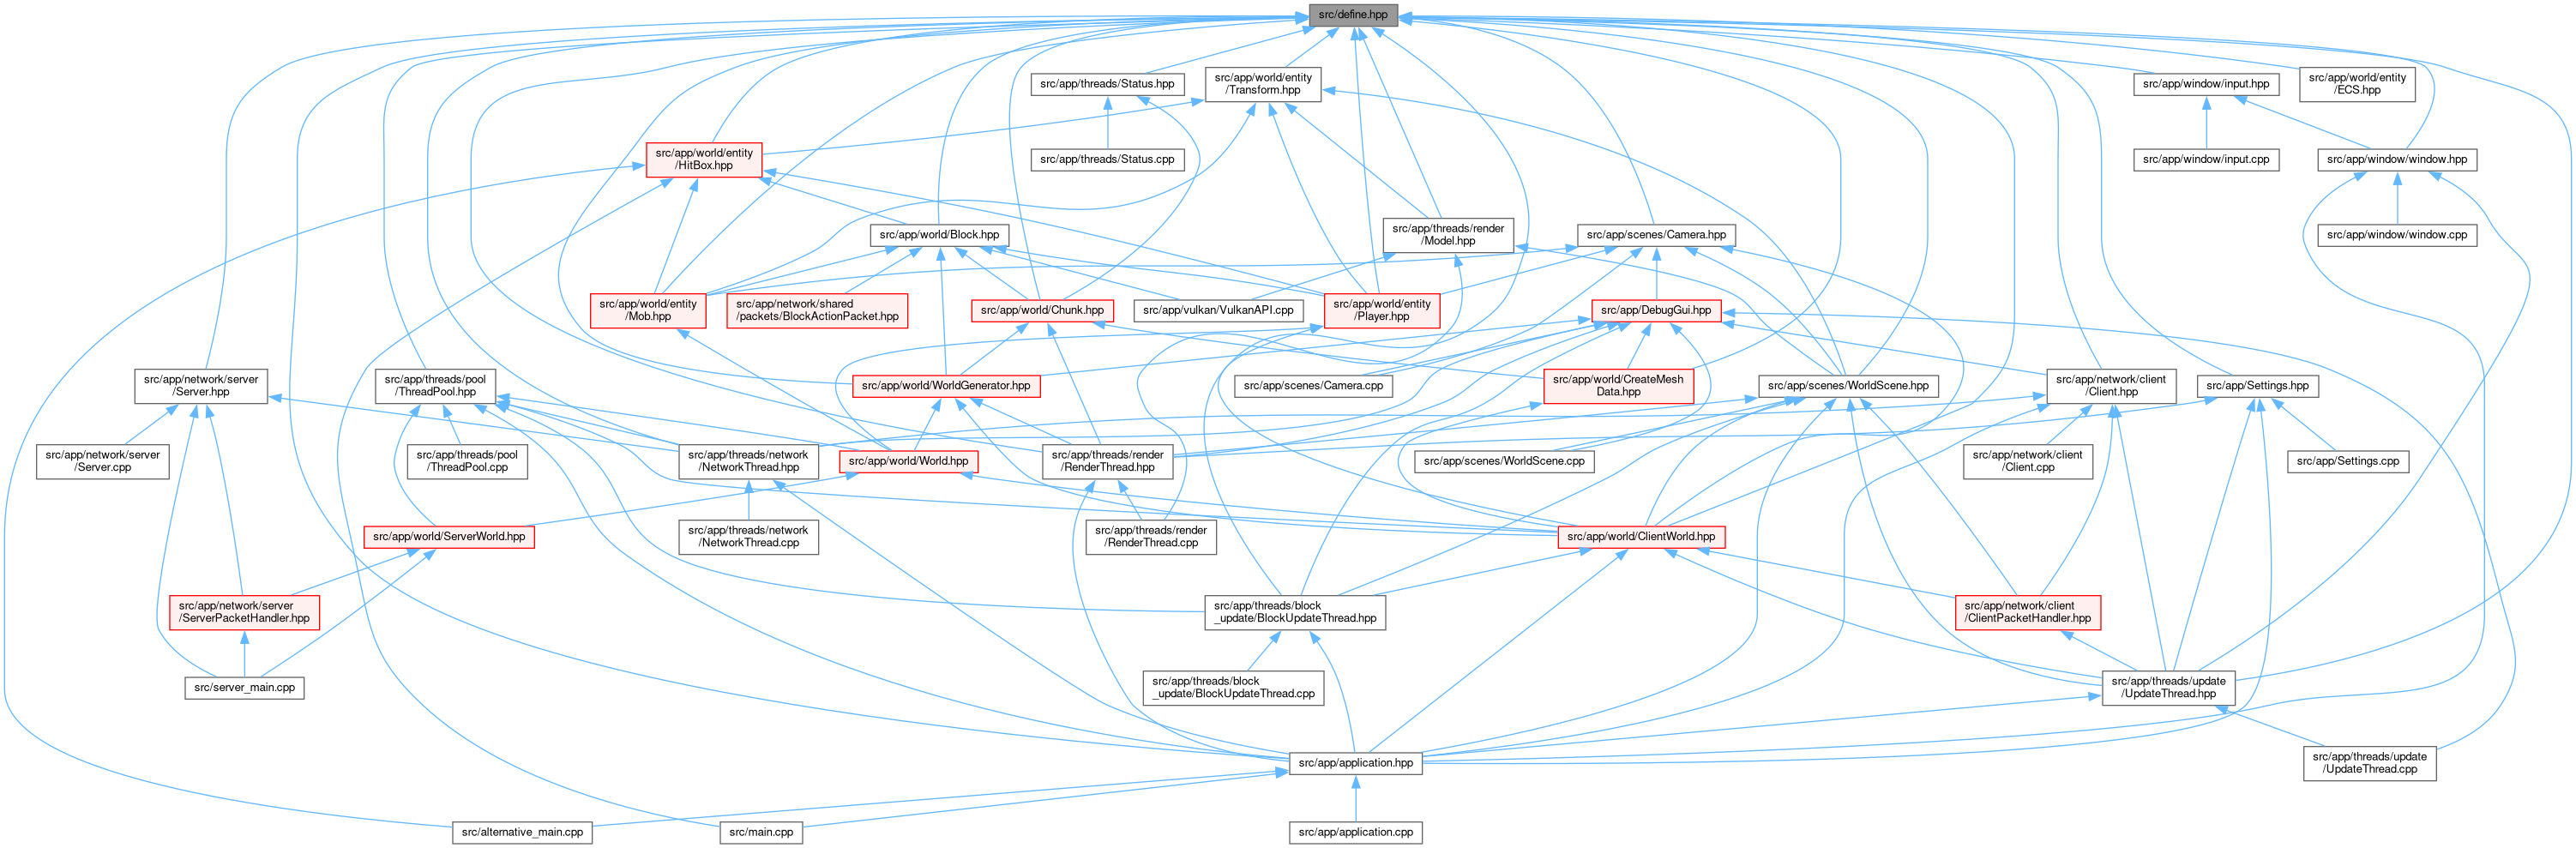 src/define.hpp
src/app/threads/Status.hpp
src/app/world/entity
/Transform.hpp
src/app/window/input.hpp
src/app/world/entity
/ECS.hpp
src/app/world/entity
/HitBox.hpp
src/app/threads/Status.cpp
src/app/window/input.cpp
src/app/window/window.hpp
src/app/world/Block.hpp
src/app/threads/render
/Model.hpp
src/app/scenes/Camera.hpp
src/app/window/window.cpp
src/app/world/entity
/Mob.hpp
src/app/network/shared
/packets/BlockActionPacket.hpp
src/app/world/Chunk.hpp
src/app/vulkan/VulkanAPI.cpp
src/app/world/entity
/Player.hpp
src/app/DebugGui.hpp
src/app/network/server
/Server.hpp
src/app/threads/pool
/ThreadPool.hpp
src/app/world/WorldGenerator.hpp
src/app/scenes/Camera.cpp
src/app/world/CreateMesh
Data.hpp
src/app/scenes/WorldScene.hpp
src/app/network/client
/Client.hpp
src/app/Settings.hpp
src/app/network/server
/Server.cpp
src/app/threads/pool
/ThreadPool.cpp
src/app/threads/network
/NetworkThread.hpp
src/app/world/World.hpp
src/app/threads/render
/RenderThread.hpp
src/app/scenes/WorldScene.cpp
src/app/network/client
/Client.cpp
src/app/Settings.cpp
src/app/world/ServerWorld.hpp
src/app/threads/network
/NetworkThread.cpp
src/app/threads/render
/RenderThread.cpp
src/app/world/ClientWorld.hpp
src/app/network/server
/ServerPacketHandler.hpp
src/app/threads/block
_update/BlockUpdateThread.hpp
src/app/network/client
/ClientPacketHandler.hpp
src/server_main.cpp
src/app/threads/block
_update/BlockUpdateThread.cpp
src/app/threads/update
/UpdateThread.hpp
src/app/application.hpp
src/app/threads/update
/UpdateThread.cpp
src/alternative_main.cpp
src/main.cpp
src/app/application.cpp